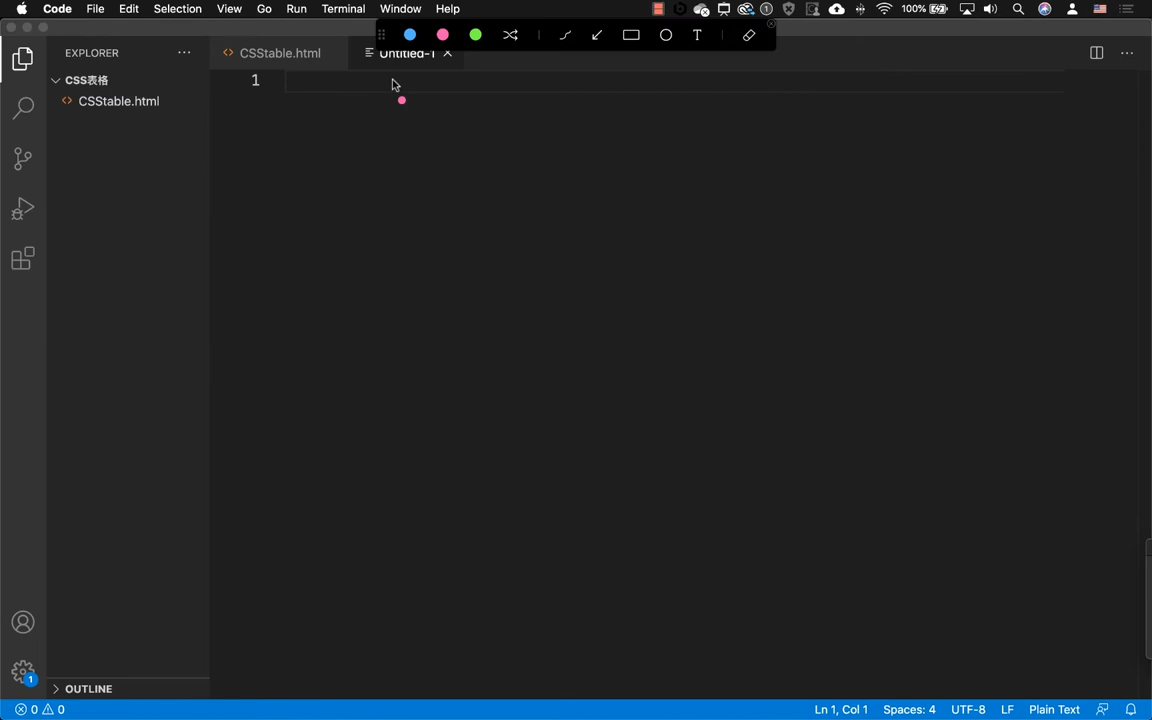 Code File Edit Selection View Go Run Terminal Window Help 100%
EXPLORER
CSStable.html
Untitled-1
CSS表格
CSStable.html
1
T
OUTLINE
1
0 0
Ln 1, Col 1 Spaces: 4 UTF-8 LF Plain Text